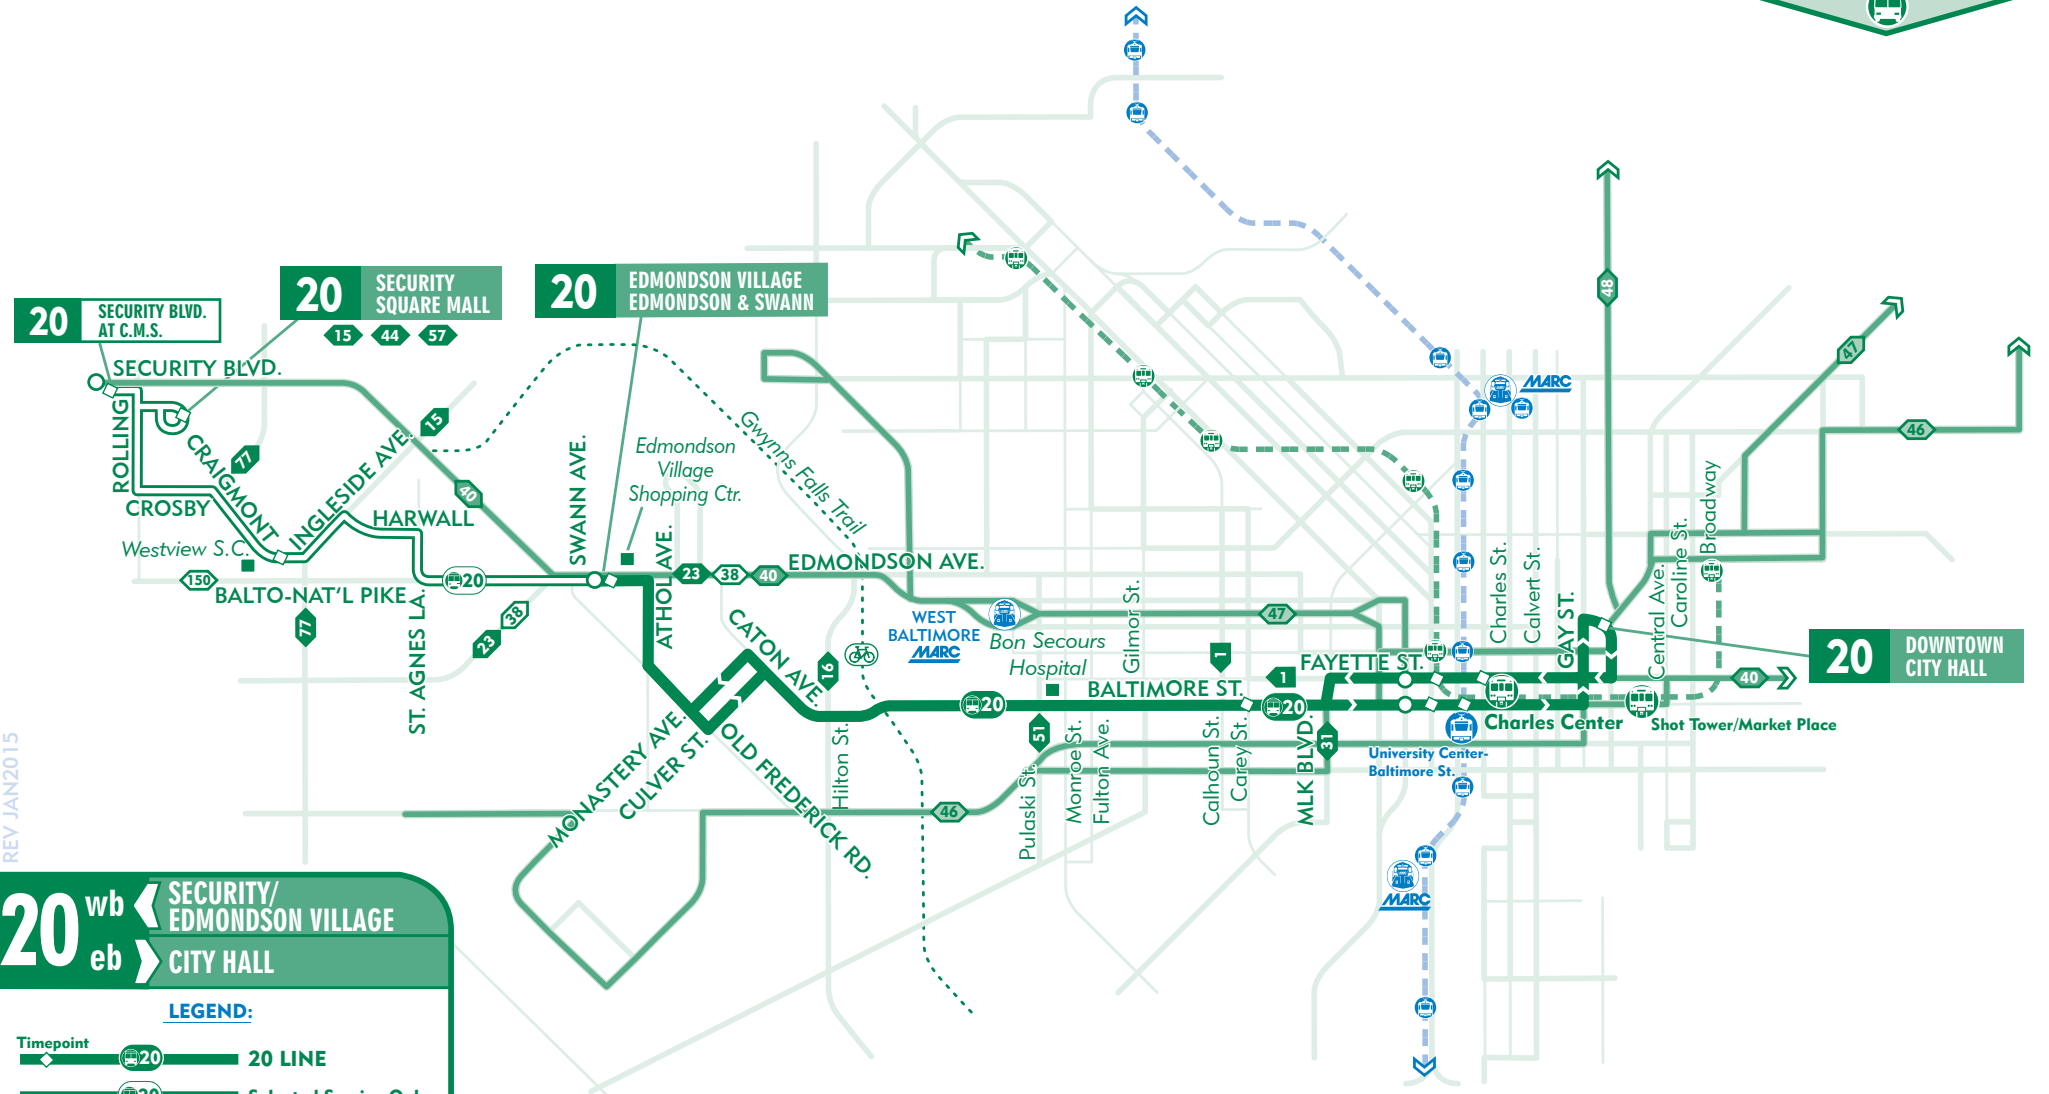 20
SECURITY BLVD.
AT C.M.S.
20
SECURITY
SQUARE MALL
15
44
57
20
EDMONDSON VILLAGE
EDMONDSON & SWANN
SECURITY BLVD.
ROLLING
CRAIGMONT
CROSBY
77
INGLESIDE AVE.
15
40
HARWALL
Westview S.C.
150
BALTO-NAT'L PIKE
77
ST. AGNES LA.
20
23
38
SWANN AVE.
Edmondson
Village
Shopping Ctr.
ATHOL AVE.
23
38
40
EDMONDSON AVE.
Gwynns Falls Trail
CATON AVE.
16
MONASTERY AVE.
CULVER ST.
OLD FREDERICK RD.
Hilton St.
46
WEST
BALTIMORE
MARC
Bon Secours
Hospital
20
51
Pulaski St.
Monroe St.
Fulton Ave.
Gilmor St.
BALTIMORE ST.
47
1
1
Calhoun St.
Carey St.
20
MLK BLVD.
31
FAYETTE ST.
MARC
Charles St.
Calvert St.
GAY ST.
Charles Center
University Center-
Baltimore St.
MARC
48
47
46
Central Ave.
Caroline St.
Broadway
40
Shot Tower/Market Place
20
DOWNTOWN
CITY HALL
REV JAN2015
20
wb
SECURITY/
EDMONDSON VILLAGE
eb
CITY HALL
LEGEND:
Timepoint
20
20 LINE
20